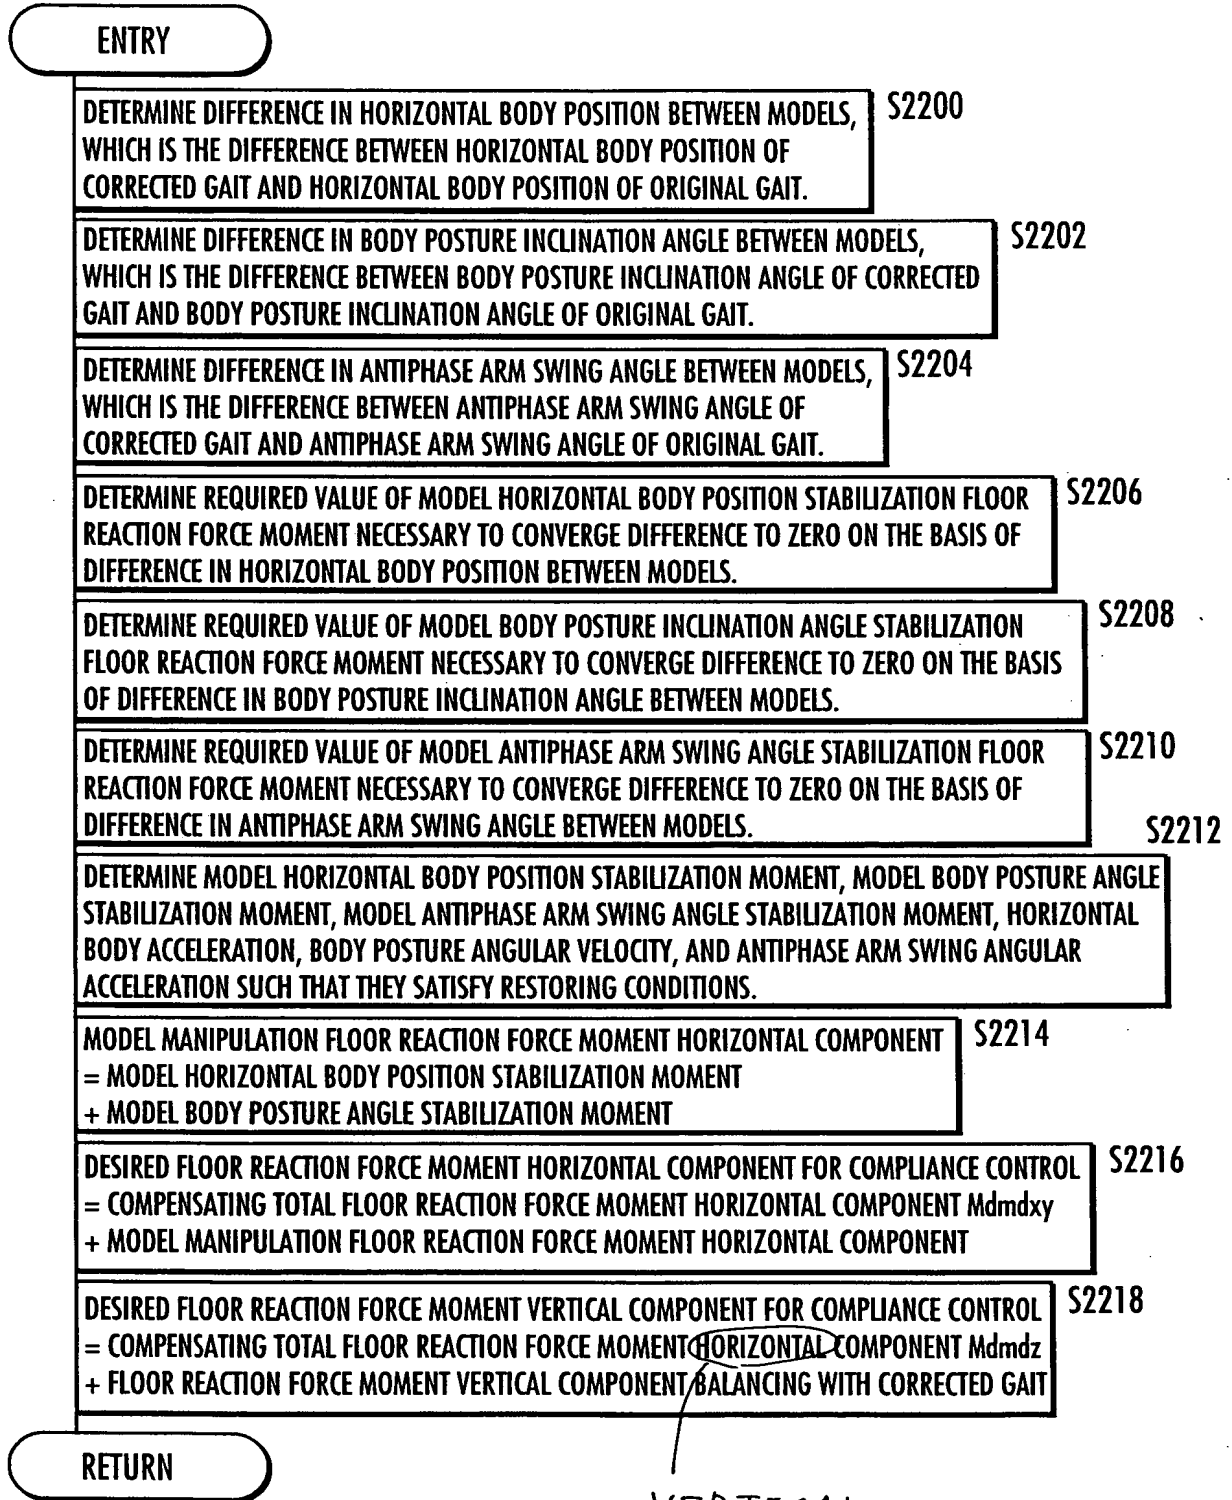 ENTRY
DETERMINE DIFFERENCE IN HORIZONTAL BODY POSITION BETWEEN MODELS,
WHICH IS THE DIFFERENCE BETWEEN HORIZONTAL BODY POSITION OF
CORRECTED GAIT AND HORIZONTAL BODY POSITION OF ORIGINAL GAIT.
S2200
DETERMINE DIFFERENCE IN BODY POSTURE INCLINATION ANGLE BETWEEN MODELS,
WHICH IS THE DIFFERENCE BETWEEN BODY POSTURE INCLINATION ANGLE OF CORRECTED
GAIT AND BODY POSTURE INCLINATION ANGLE OF ORIGINAL GAIT.
S2202
DETERMINE DIFFERENCE IN ANTIPHASE ARM SWING ANGLE BETWEEN MODELS,
WHICH IS THE DIFFERENCE BETWEEN ANTIPHASE ARM SWING ANGLE OF
CORRECTED GAIT AND ANTIPHASE ARM SWING ANGLE OF ORIGINAL GAIT.
S2204
DETERMINE REQUIRED VALUE OF MODEL HORIZONTAL BODY POSITION STABILIZATION FLOOR
REACTION FORCE MOMENT NECESSARY TO CONVERGE DIFFERENCE TO ZERO ON THE BASIS OF
DIFFERENCE IN HORIZONTAL BODY POSITION BETWEEN MODELS.
S2206
DETERMINE REQUIRED VALUE OF MODEL BODY POSTURE INCLINATION ANGLE STABILIZATION
FLOOR REACTION FORCE MOMENT NECESSARY TO CONVERGE DIFFERENCE TO ZERO ON THE BASIS
OF DIFFERENCE IN BODY POSTURE INCLINATION ANGLE BETWEEN MODELS.
S2208
DETERMINE REQUIRED VALUE OF MODEL ANTIPHASE ARM SWING ANGLE STABILIZATION FLOOR
REACTION FORCE MOMENT NECESSARY TO CONVERGE DIFFERENCE TO ZERO ON THE BASIS OF
DIFFERENCE IN ANTIPHASE ARM SWING ANGLE BETWEEN MODELS.
S2210
S2212
DETERMINE MODEL HORIZONTAL BODY POSITION STABILIZATION MOMENT, MODEL BODY POSTURE ANGLE
STABILIZATION MOMENT, MODEL ANTIPHASE ARM SWING ANGLE STABILIZATION MOMENT, HORIZONTAL
BODY ACCELERATION, BODY POSTURE ANGULAR VELOCITY, AND ANTIPHASE ARM SWING ANGULAR
ACCELERATION SUCH THAT THEY SATISFY RESTORING CONDITIONS.
MODEL MANIPULATION FLOOR REACTION FORCE MOMENT HORIZONTAL COMPONENT
= MODEL HORIZONTAL BODY POSITION STABILIZATION MOMENT
+ MODEL BODY POSTURE ANGLE STABILIZATION MOMENT
S2214
DESIRED FLOOR REACTION FORCE MOMENT HORIZONTAL COMPONENT FOR COMPLIANCE CONTROL
= COMPENSATING TOTAL FLOOR REACTION FORCE MOMENT HORIZONTAL COMPONENT Mdmdxy
+ MODEL MANIPULATION FLOOR REACTION FORCE MOMENT HORIZONTAL COMPONENT
S2216
DESIRED FLOOR REACTION FORCE MOMENT VERTICAL COMPONENT FOR COMPLIANCE CONTROL
= COMPENSATING TOTAL FLOOR REACTION FORCE MOMENT HORIZONTAL COMPONENT Mdmdz
+ FLOOR REACTION FORCE MOMENT VERTICAL COMPONENT BALANCING WITH CORRECTED GAIT
S2218
RETURN
VERTICAL